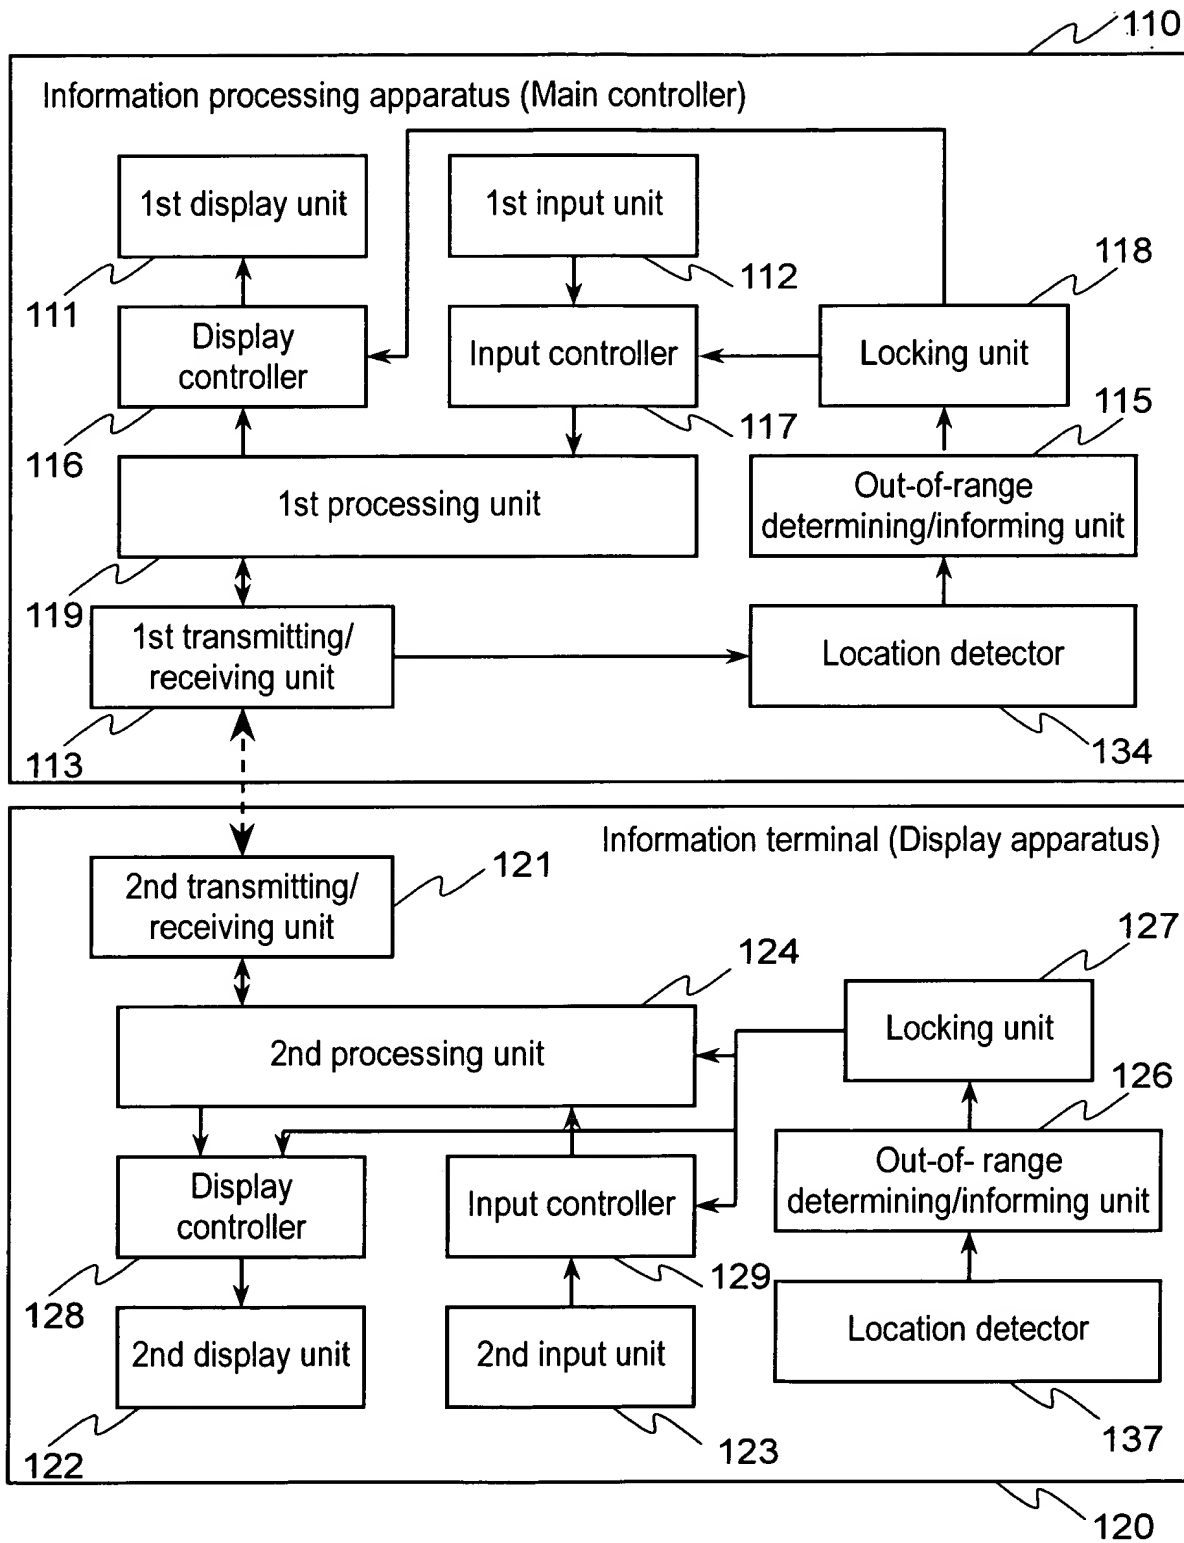 110
Information processing apparatus (Main controller)
1st display unit
1st input unit
111
112
118
Display
controller
Input controller
Locking unit
116
117
115
1st processing unit
Out-of-range
determining/informing unit
119
1st transmitting/
receiving unit
Location detector
113
134
Information terminal (Display apparatus)
2nd transmitting/
receiving unit
121
127
124
2nd processing unit
Locking unit
126
Display
controller
Input controller
Out-of- range
determining/informing unit
128
129
2nd display unit
2nd input unit
Location detector
122
123
137
120